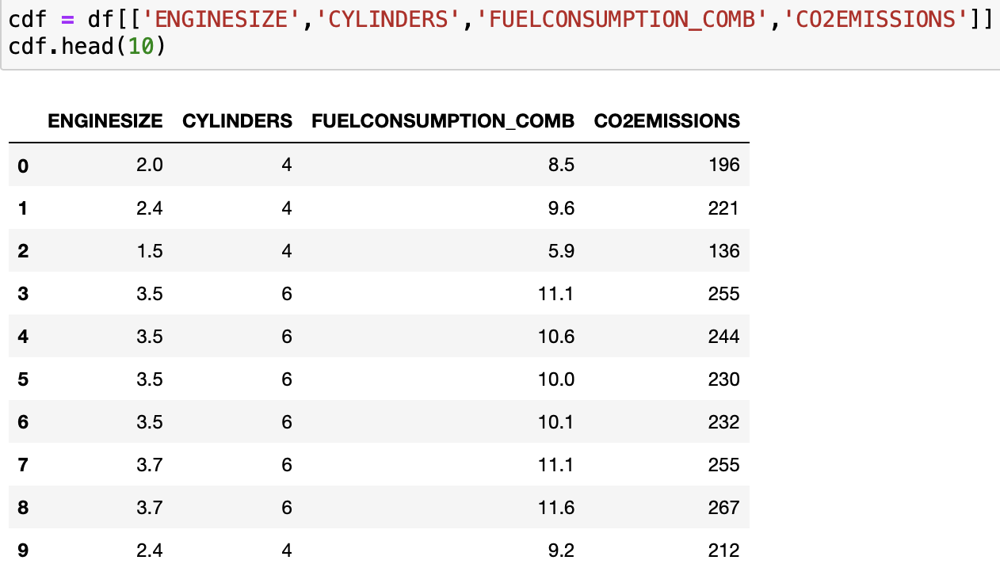 cdf = df[['ENGINESIZE','CYLINDERS','FUELCONSUMPTION_COMB','CO2EMISSIONS']]
cdf.head(10)
ENGINESIZE CYLINDERS FUELCONSUMPTION_COMB CO2EMISSIONS
0 2.0 4 8.5 196
1 2.4 4 9.6 221
2 1.5 4 5.9 136
3 3.5 6 11.1 255
4 3.5 6 10.6 244
5 3.5 6 10.0 230
6 3.5 6 10.1 232
7 3.7 6 11.1 255
8 3.7 6 11.6 267
9 2.4 4 9.2 212